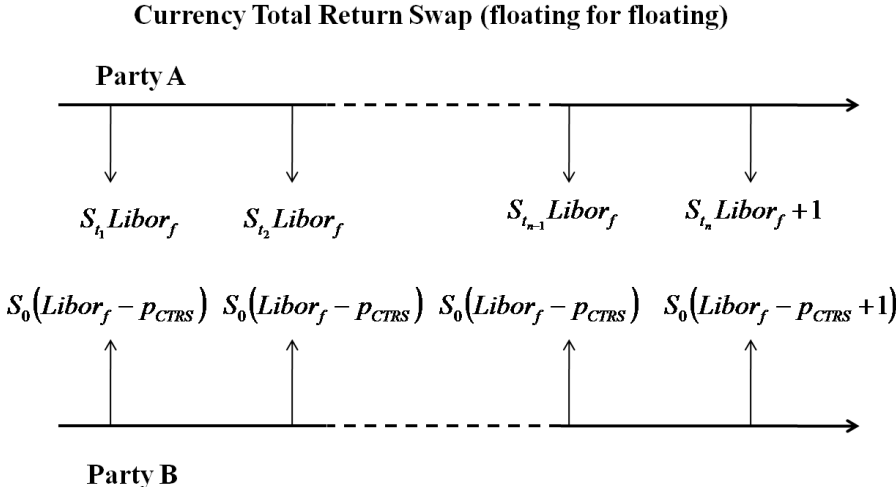 Currency Total Return Swap (floating for floating)
Party A
S_{t_1} Libor_f S_{t_2} Libor_f S_{t_{n-1}} Libor_f S_{t_n} Libor_f + 1
S_0(Libor_f − p_{CTRS}) S_0(Libor_f − p_{CTRS}) S_0(Libor_f − p_{CTRS}) S_0(Libor_f − p_{CTRS} + 1)
Party B